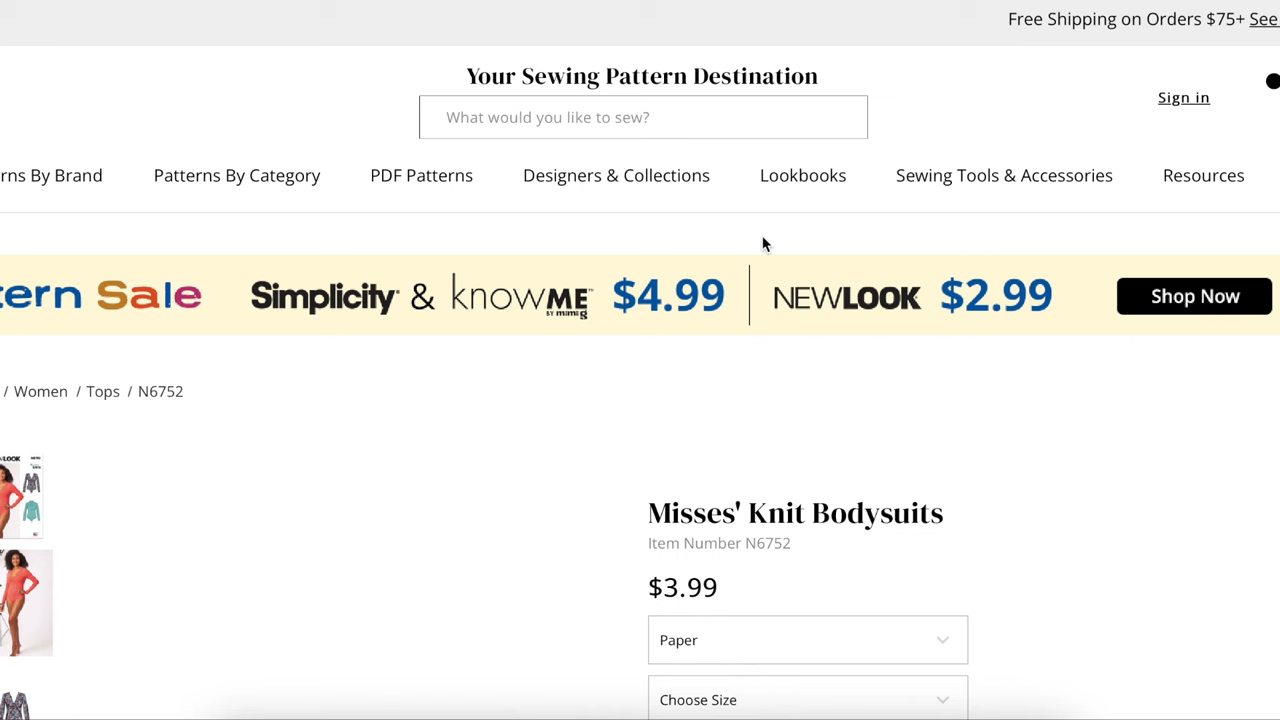 Free Shipping on Orders $75+ See
Your Sewing Pattern Destination
What would you like to sew?
Sign in
rns By Brand Patterns By Category PDF Patterns Designers & Collections Lookbooks Sewing Tools & Accessories Resources
tern Sale Simplicity & knowME BY mimi g $4.99 NEWLOOK $2.99 Shop Now
/ Women / Tops / N6752
W LOOK
Misses' Knit Bodysuits
Item Number N6752
$3.99
Paper
Choose Size